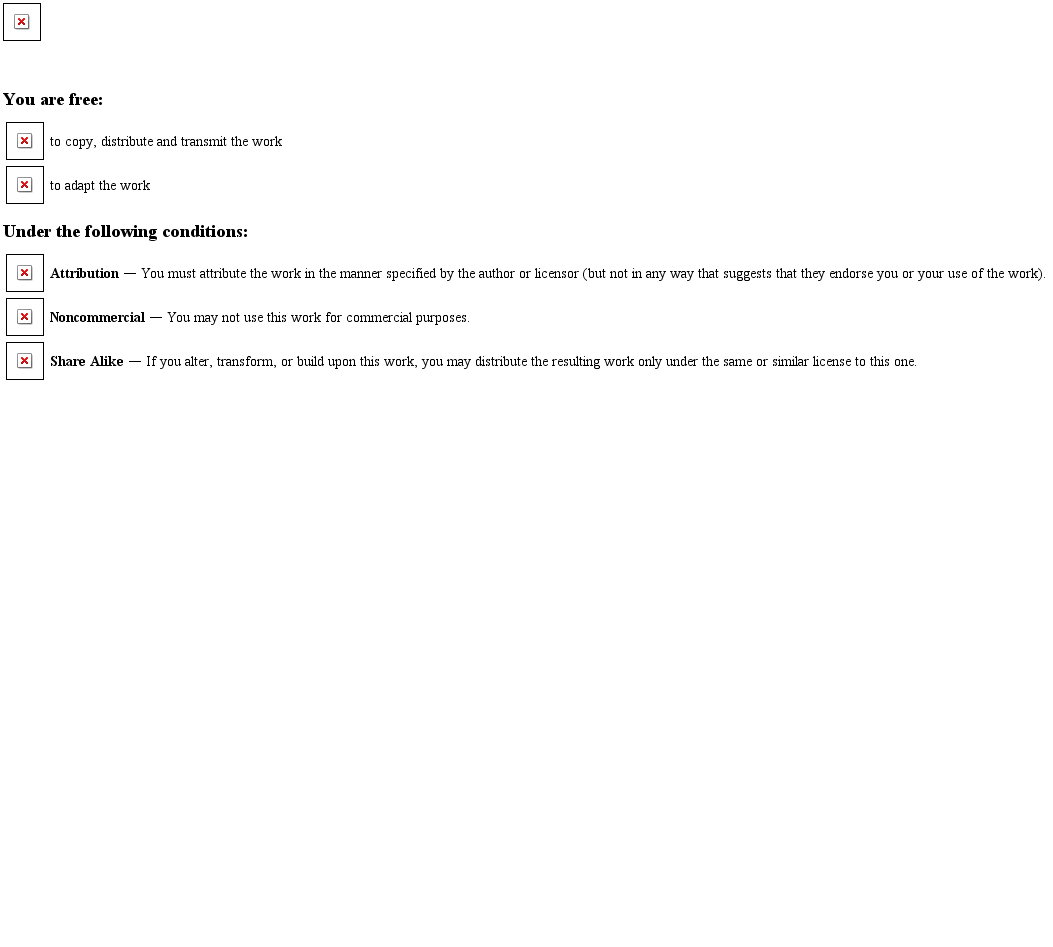 You are free:
to copy, distribute and transmit the work
to adapt the work
Under the following conditions:
Attribution — You must attribute the work in the manner specified by the author or licensor (but not in any way that suggests that they endorse you or your use of the work).
Noncommercial — You may not use this work for commercial purposes.
Share Alike — If you alter, transform, or build upon this work, you may distribute the resulting work only under the same or similar license to this one.